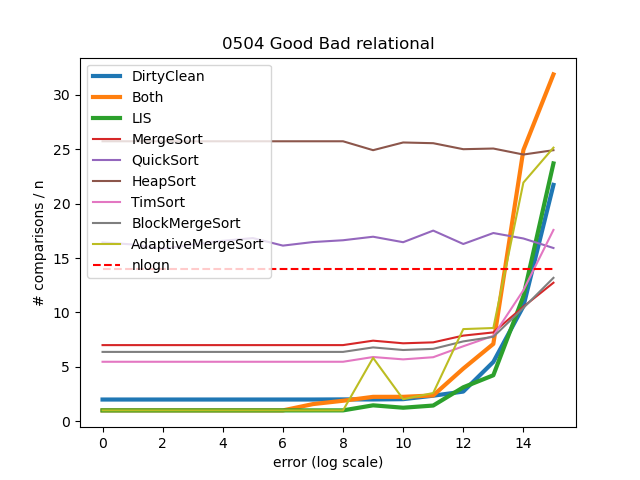 0504 Good Bad relational
DirtyClean
Both
LIS
MergeSort
QuickSort
HeapSort
TimSort
BlockMergeSort
AdaptiveMergeSort
nlogn
# comparisons / n
30
25
20
15
10
5
0
0 2 4 6 8 10 12 14
error (log scale)